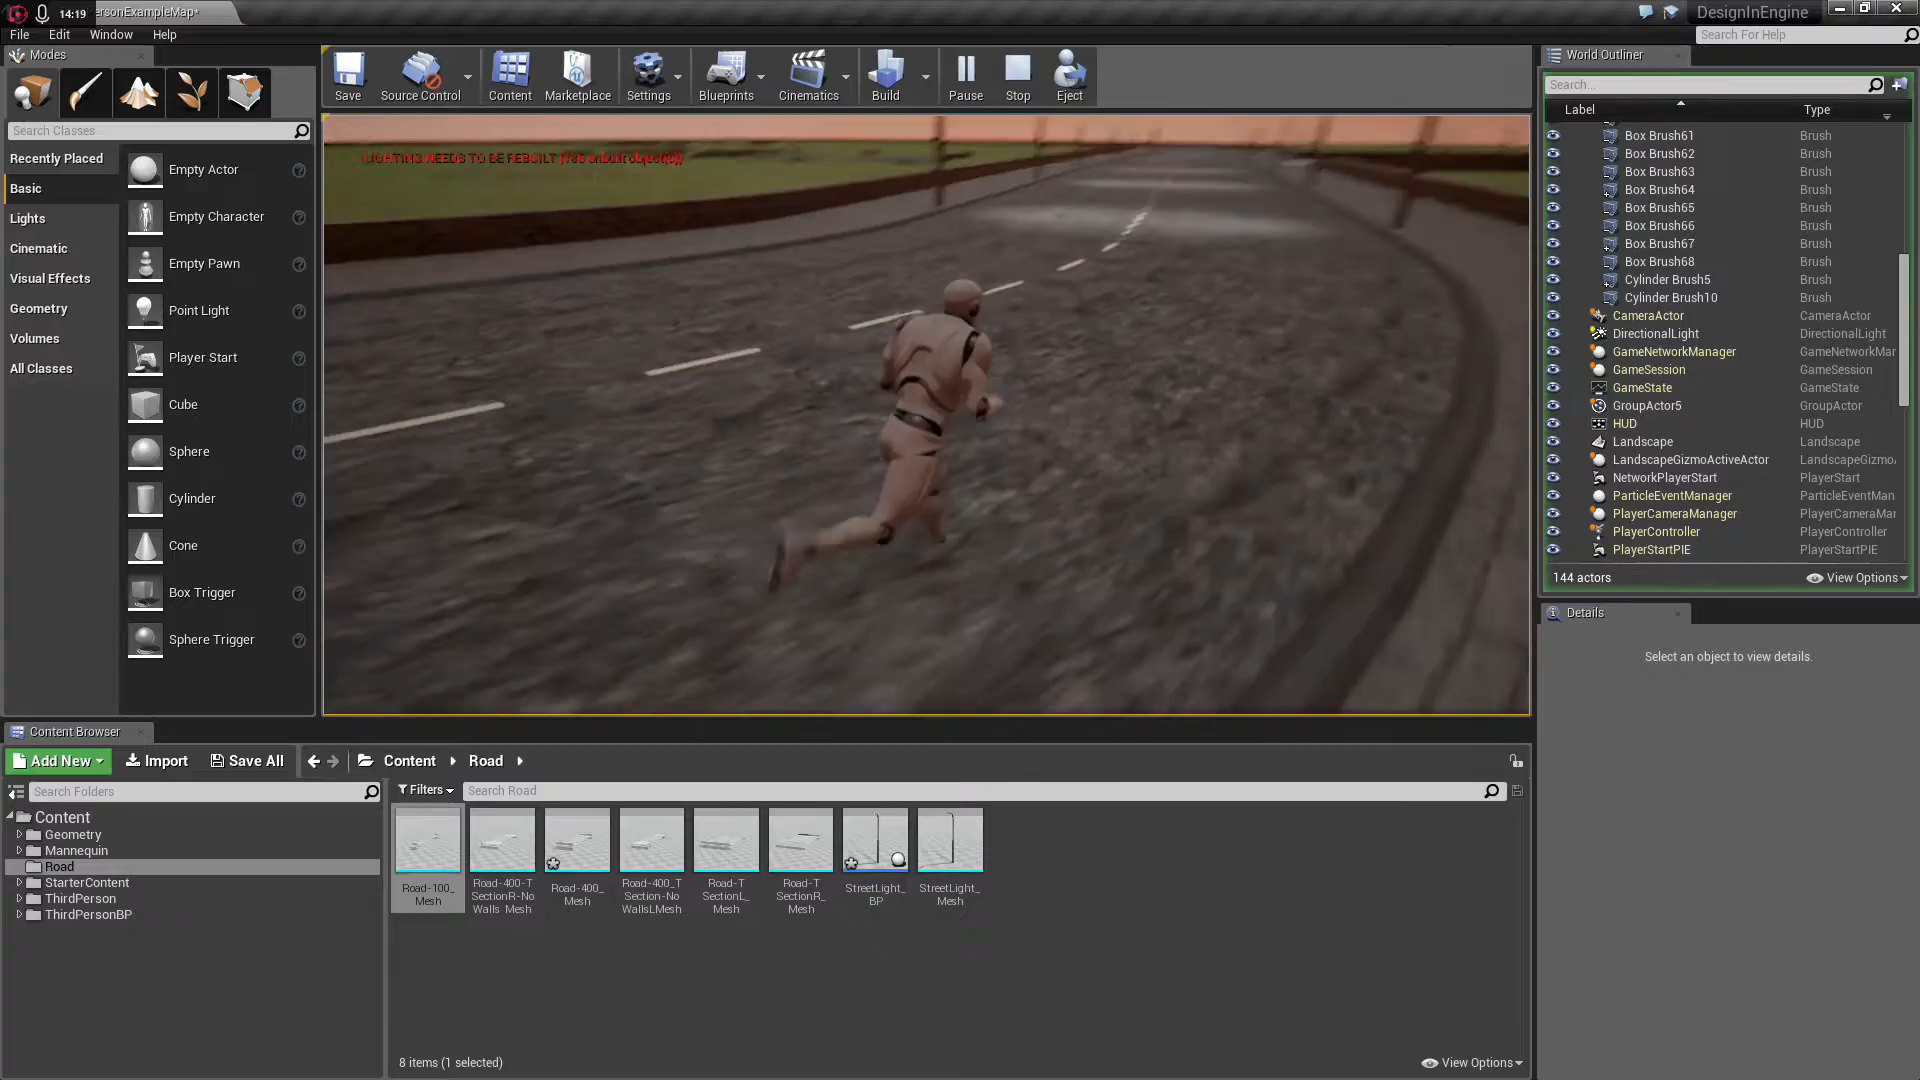 14:19
ersonExampleMap*
DesignInEngine
File Edit Window Help
Search For Help
Modes
Save
Source Control
Content
Marketplace
Settings
Blueprints
Cinematics
Build
Pause
Stop
Eject
World Outliner
Search...
Label Type
Search Classes
Recently Placed
Basic
Lights
Cinematic
Visual Effects
Geometry
Volumes
All Classes
Empty Actor
Empty Character
Empty Pawn
Point Light
Player Start
Cube
Sphere
Cylinder
Cone
Box Trigger
Sphere Trigger
LIGHTING NEEDS TO BE REBUILT
Box Brush61 Brush
Box Brush62 Brush
Box Brush63 Brush
Box Brush64 Brush
Box Brush65 Brush
Box Brush66 Brush
Box Brush67 Brush
Box Brush68 Brush
Cylinder Brush5 Brush
Cylinder Brush10 Brush
CameraActor CameraActor
DirectionalLight DirectionalLight
GameNetworkManager GameNetworkMar
GameSession GameSession
GameState GameState
GroupActor5 GroupActor
HUD HUD
Landscape Landscape
LandscapeGizmoActiveActor LandscapeGizmo
NetworkPlayerStart PlayerStart
ParticleEventManager ParticleEventMan
PlayerCameraManager PlayerCameraMar
PlayerController PlayerController
PlayerStartPIE PlayerStartPIE
144 actors View Options
Details
Select an object to view details.
Content Browser
Add New Import Save All Content Road
Search Folders
Filters Search Road
Content
Geometry
Mannequin
Road
StarterContent
ThirdPerson
ThirdPersonBP
Road-100_
Mesh
Road-400-T
SectionR-No
Walls_Mesh
Road-400_
Mesh
Road-400_T
Section-No
WallsLMesh
Road-T
SectionL_
Mesh
Road-T
SectionR_
Mesh
StreetLight_
BP
StreetLight_
Mesh
8 items (1 selected)
View Options